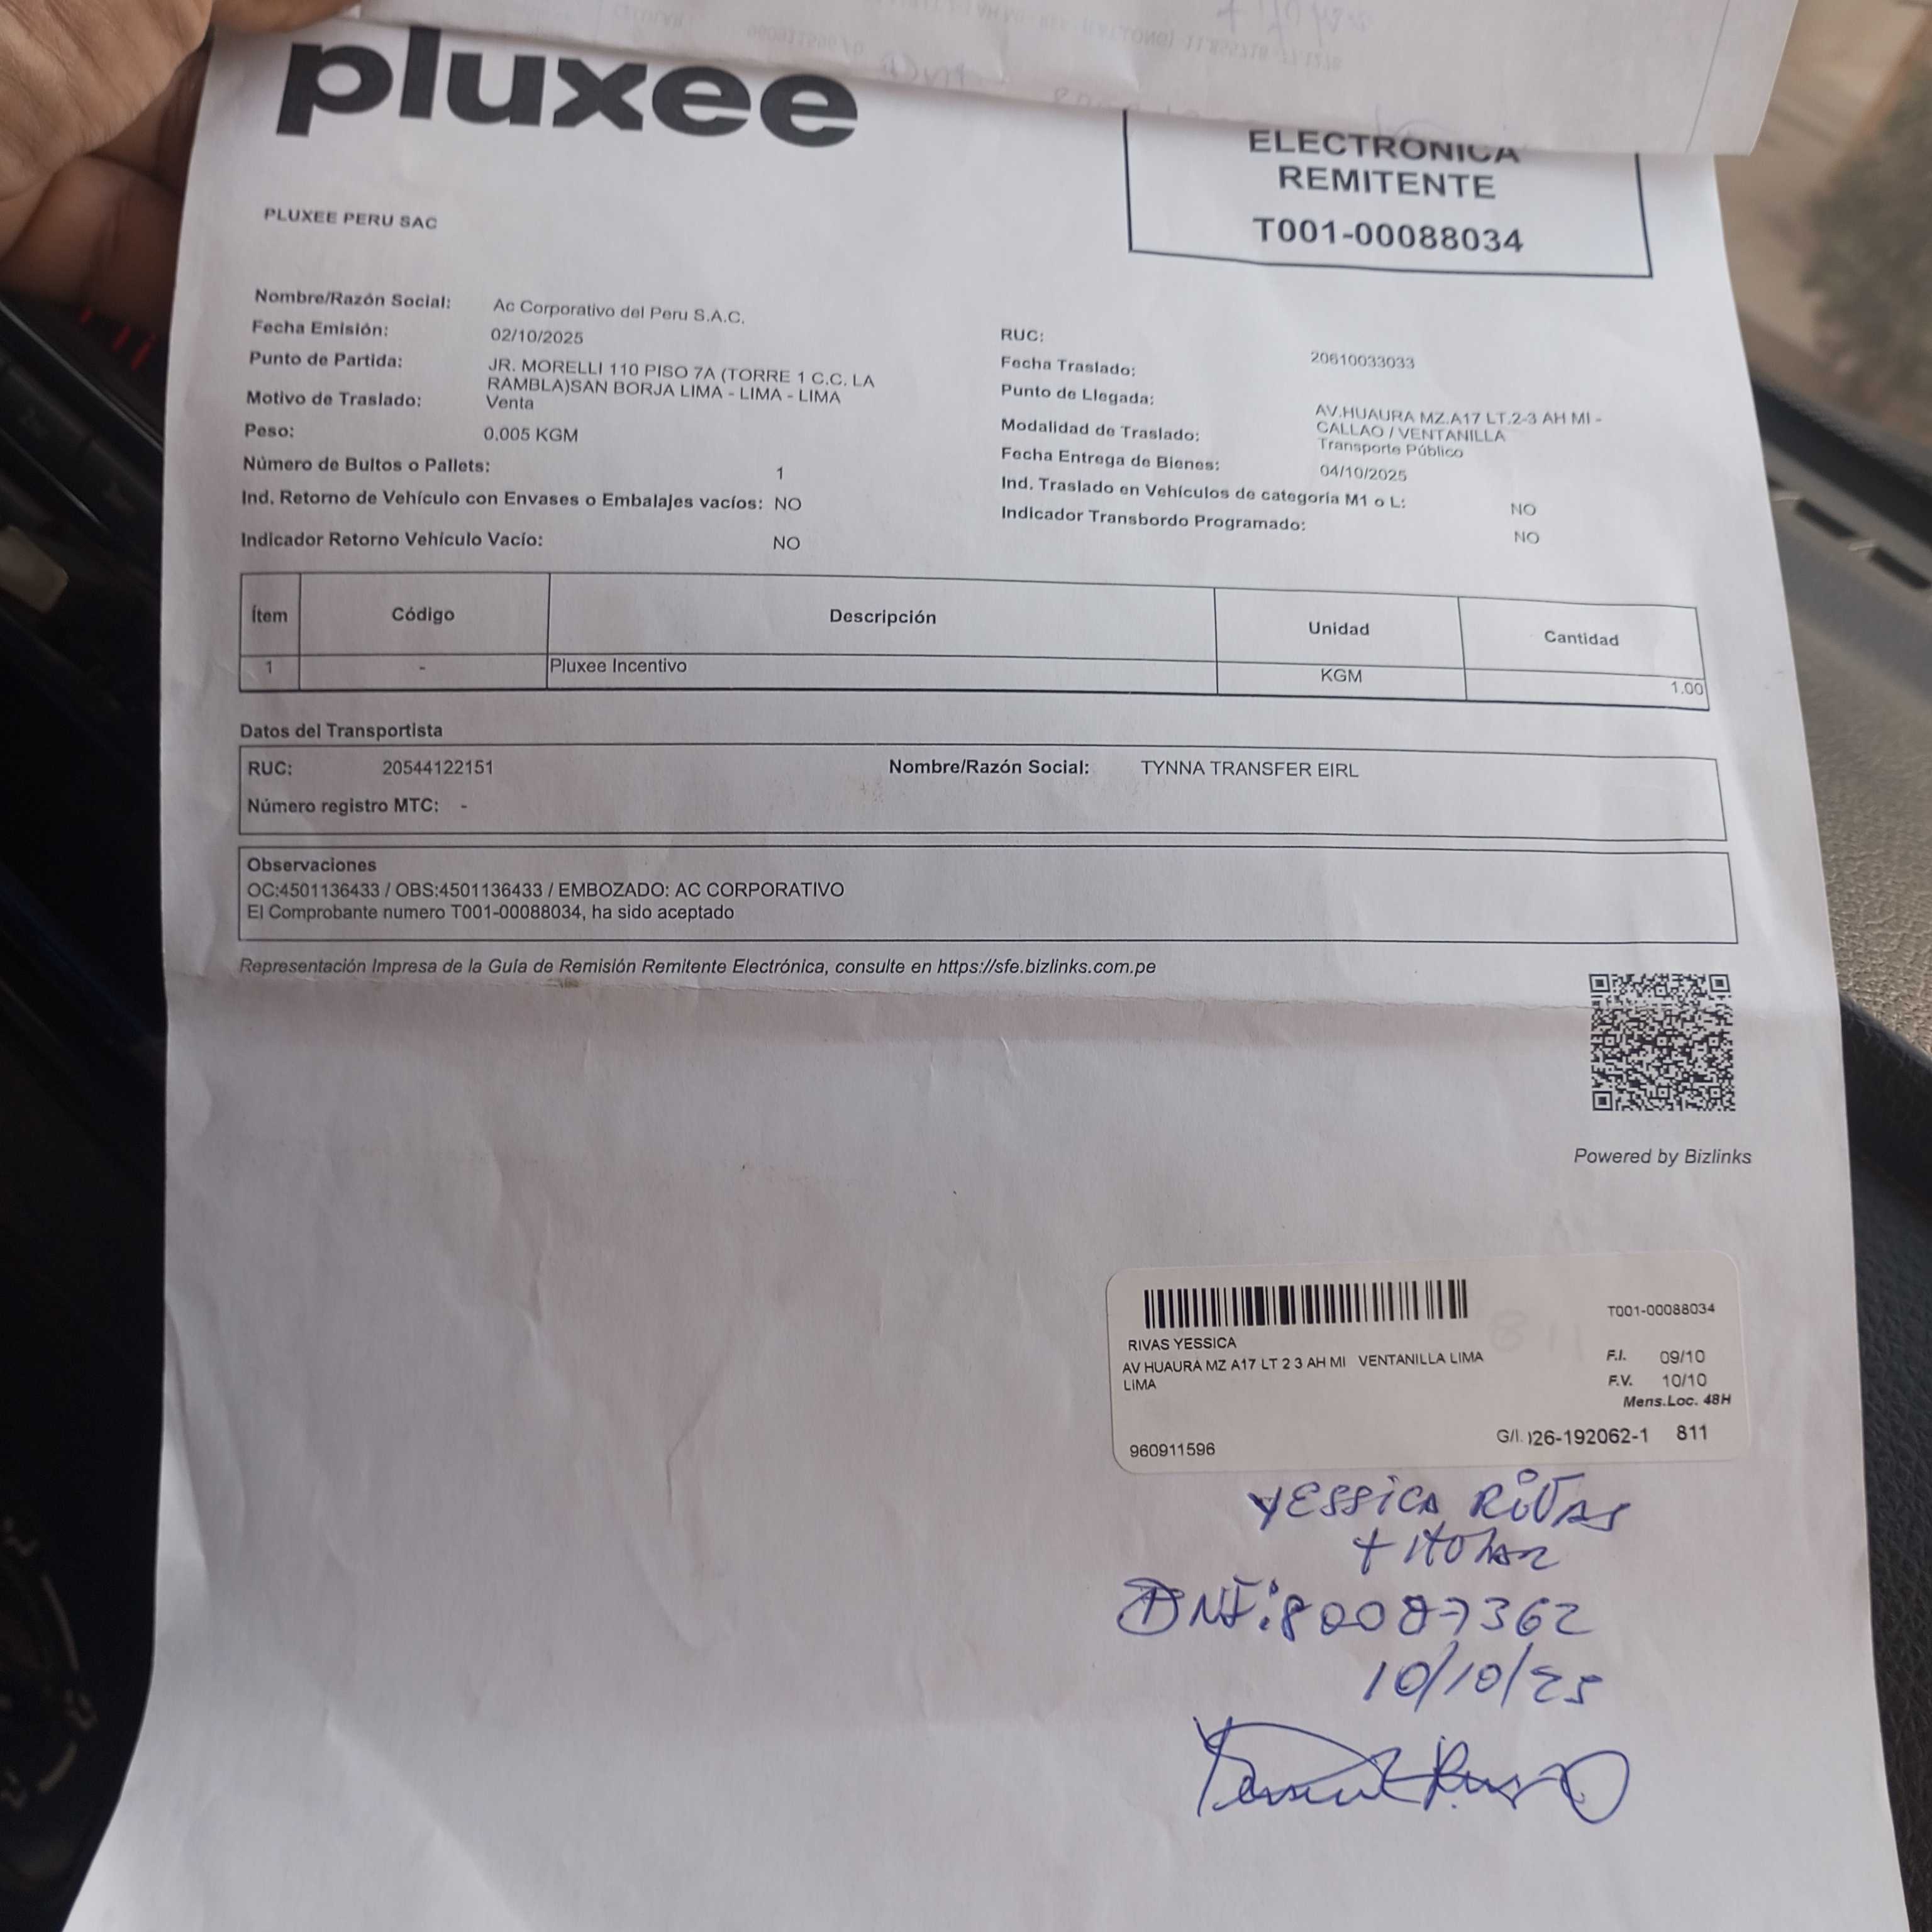 pluxee
ELECTRÓNICA
REMITENTE
T001-00088034
PLUXEE PERU SAC
Nombre/Razón Social: Ac Corporativo del Peru S.A.C.
Fecha Emisión: 02/10/2025
Punto de Partida: JR. MORELLI 110 PISO 7A (TORRE 1 C.C. LA
RAMBLA)SAN BORJA LIMA - LIMA - LIMA
Motivo de Traslado: Venta
Peso: 0.005 KGM
Número de Bultos o Pallets: 1
Ind. Retorno de Vehículo con Envases o Embalajes vacíos: NO
Indicador Retorno Vehículo Vacío: NO
RUC: 20610033033
Fecha Traslado:
Punto de Llegada: AV.HUAURA MZ.A17 LT.2-3 AH MI -
CALLAO / VENTANILLA
Modalidad de Traslado: Transporte Público
Fecha Entrega de Bienes: 04/10/2025
Ind. Traslado en Vehículos de categoría M1 o L: NO
Indicador Transbordo Programado: NO
Ítem Código Descripción Unidad Cantidad
1 - Pluxee Incentivo KGM 1.00
Datos del Transportista
RUC: 20544122151 Nombre/Razón Social: TYNNA TRANSFER EIRL
Número registro MTC: -
Observaciones
OC:4501136433 / OBS:4501136433 / EMBOZADO: AC CORPORATIVO
El Comprobante numero T001-00088034, ha sido aceptado
Representación Impresa de la Guía de Remisión Remitente Electrónica, consulte en https://sfe.bizlinks.com.pe
Powered by Bizlinks
T001-00088034
RIVAS YESSICA
AV HUAURA MZ A17 LT 2 3 AH MI VENTANILLA LIMA
LIMA
F.I. 09/10
F.V. 10/10
Mens.Loc. 48H
960911596
G/I. 026-192062-1 811
YESSICA RIVAS
titular
DNI: 80087362
10/10/25